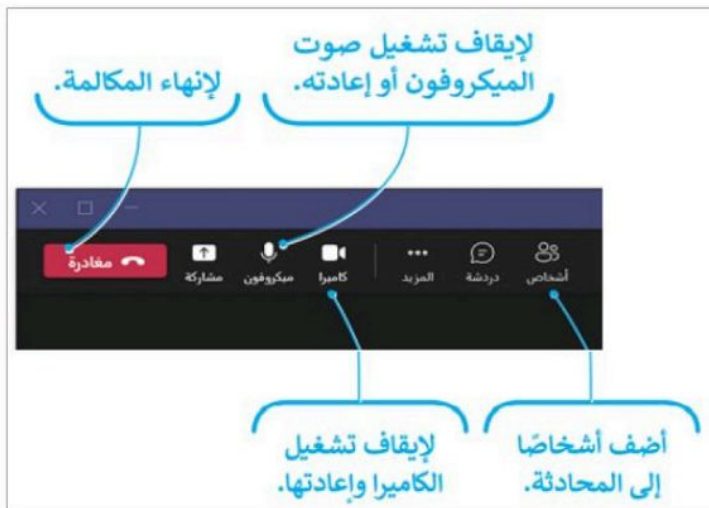 لإيقاف تشغيل صوت
الميكروفون أو إعادته.
لإنهاء المكالمة.
أشخاص
دردشة
المزيد
كاميرا
ميكروفون
مشاركة
مغادرة
أضف أشخاصًا
إلى المحادثة.
لإيقاف تشغيل
الكاميرا وإعادتها.